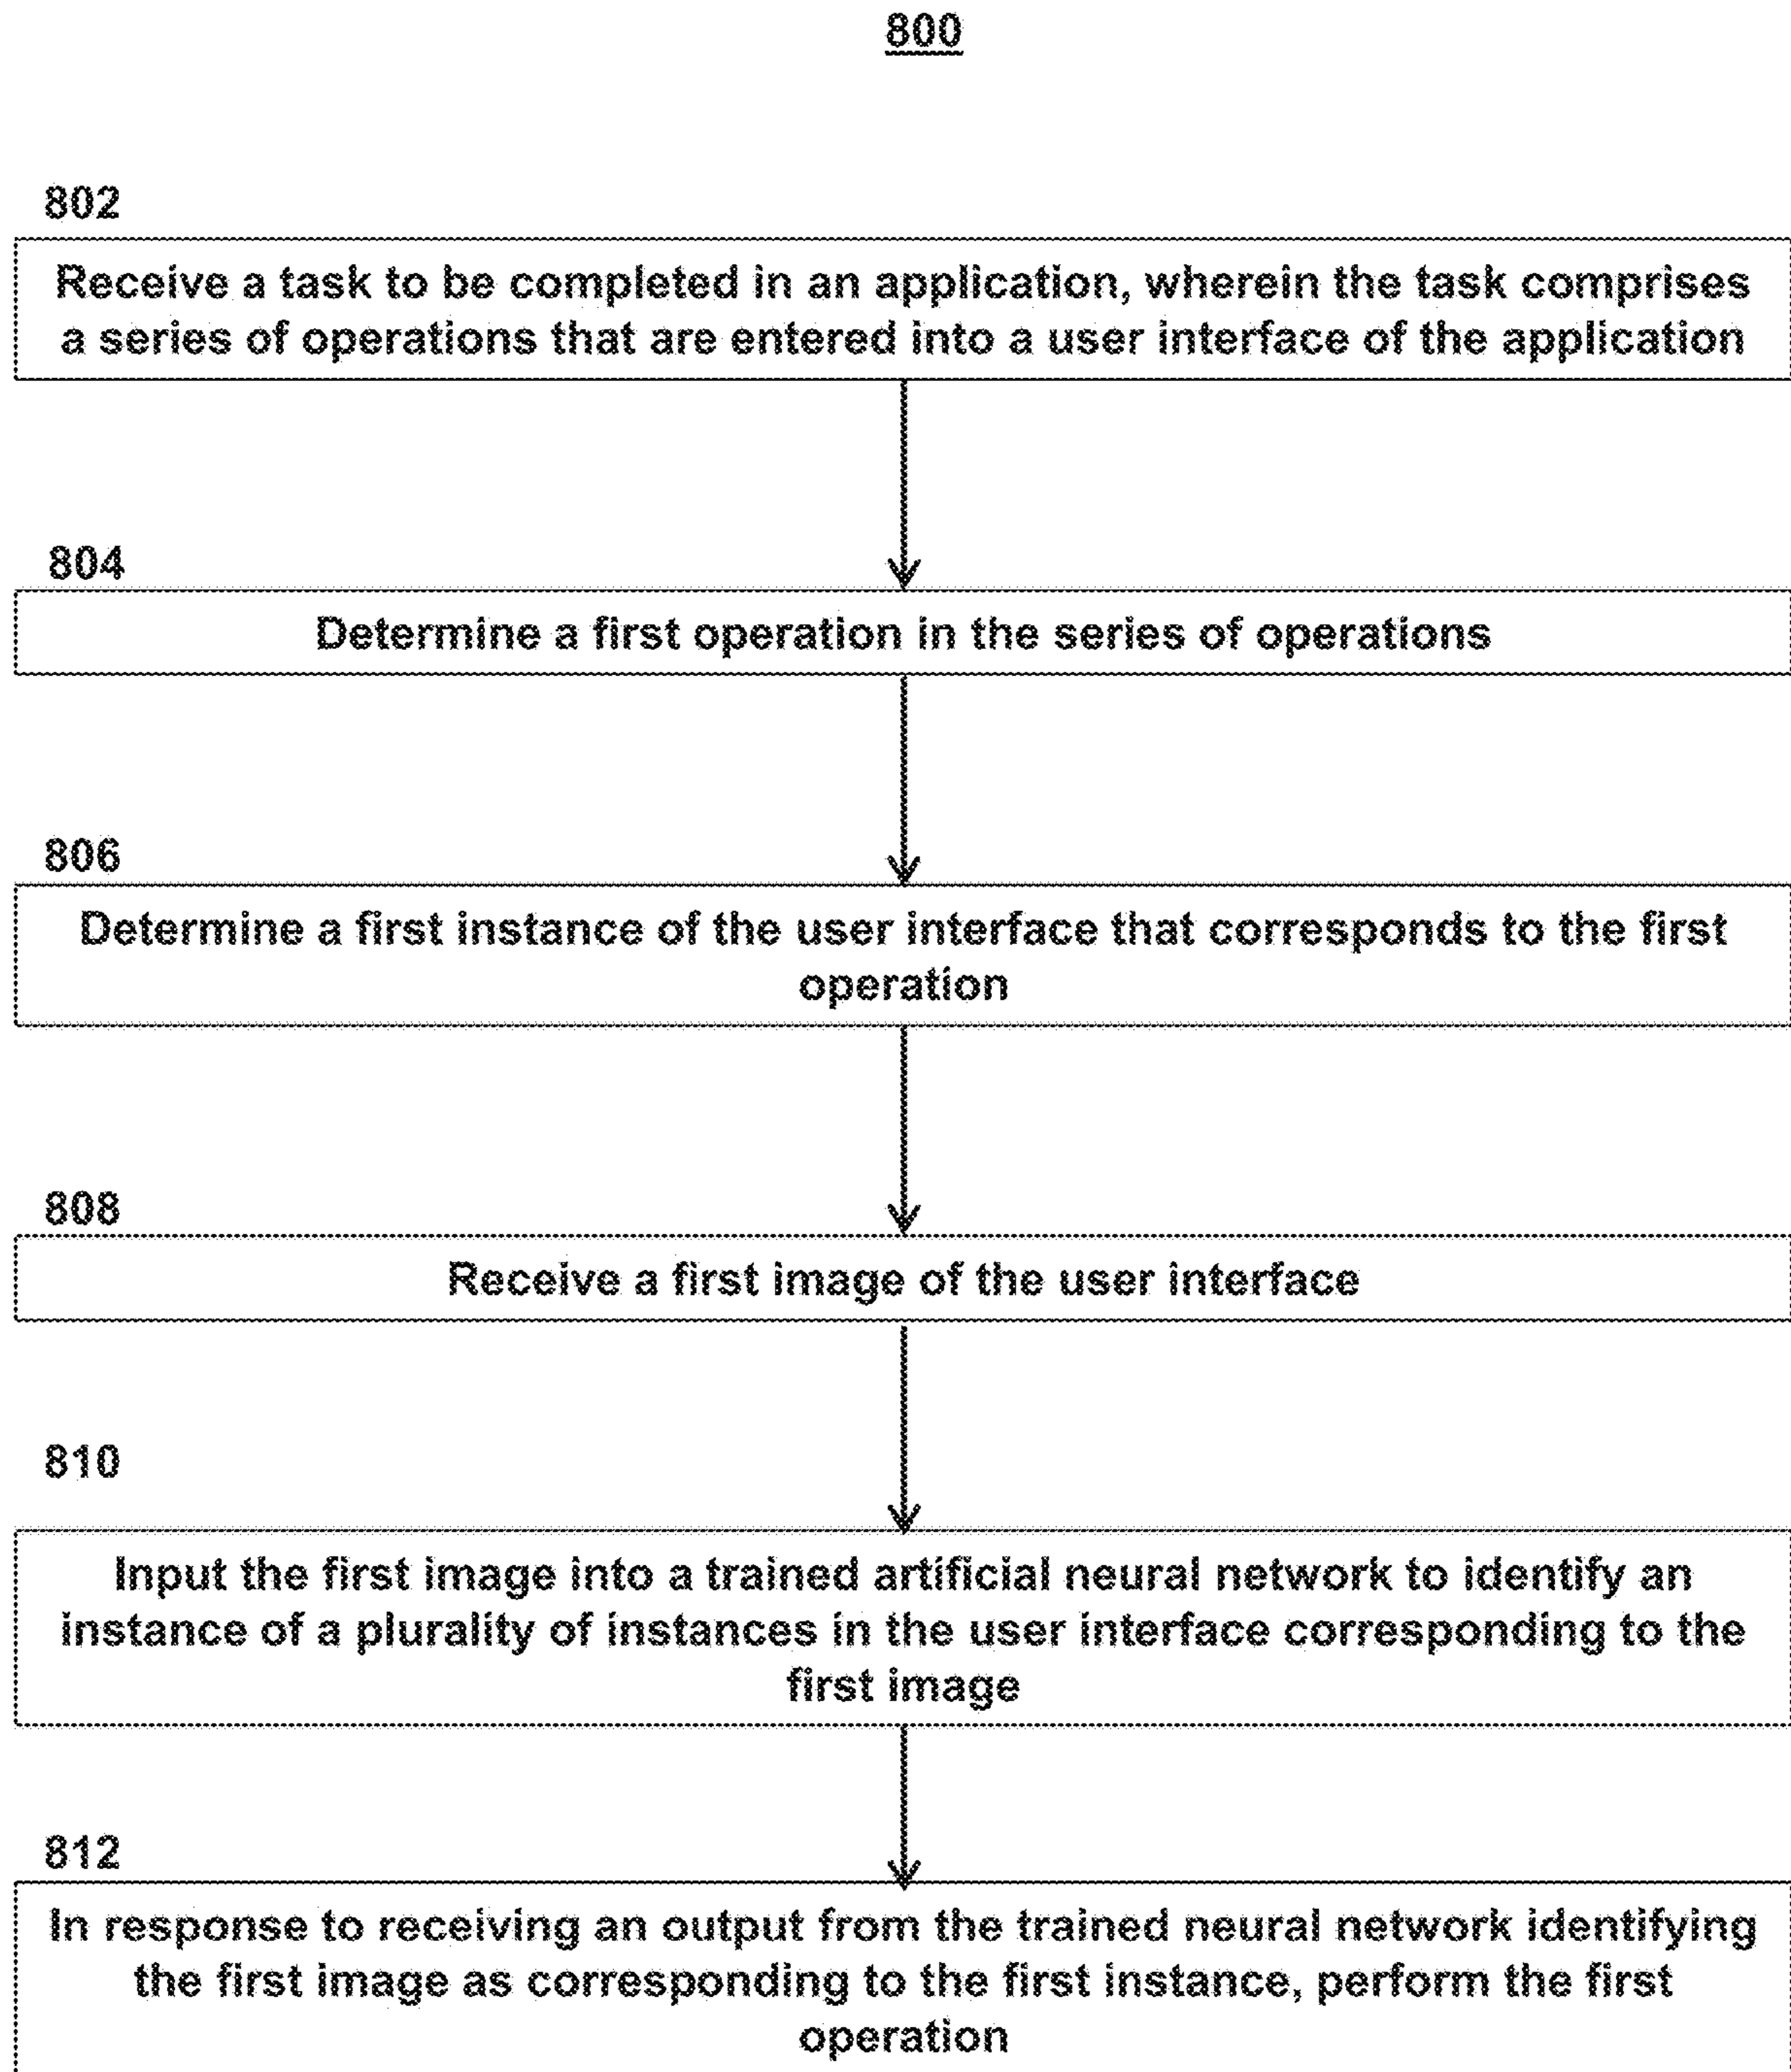 800
802
Receive a task to be completed in an application, wherein the task comprises
a series of operations that are entered into a user interface of the application
804
Determine a first operation in the series of operations
806
Determine a first instance of the user interface that corresponds to the first
operation
808
Receive a first image of the user interface
810
Input the first image into a trained artificial neural network to identify an
instance of a plurality of instances in the user interface corresponding to the
first image
812
In response to receiving an output from the trained neural network identifying
the first image as corresponding to the first instance, perform the first
operation